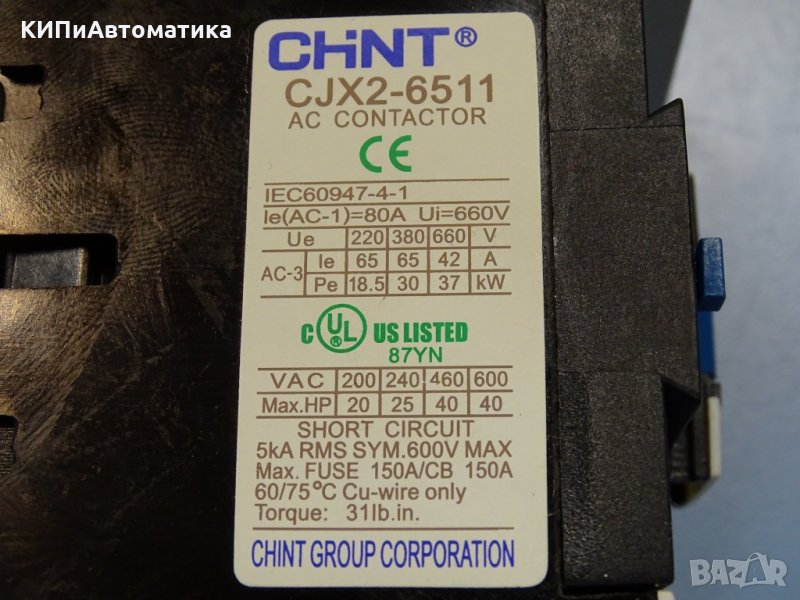 КИПиАвтоматика
CHNT®
CJX2-6511
AC CONTACTOR
CE
IEC60947-4-1
Ie(AC-1)=80A Ui=660V
Ue 220 380 660 V
AC-3 Ie 65 65 42 A
Pe 18.5 30 37 kW
C UL® US LISTED
87YN
VAC 200 240 460 600
Max.HP 20 25 40 40
SHORT CIRCUIT
5kA RMS SYM.600V MAX
Max. FUSE 150A/CB 150A
60/75°C Cu-wire only
Torque: 31lb.in.
CHINT GROUP CORPORATION
BAZAR